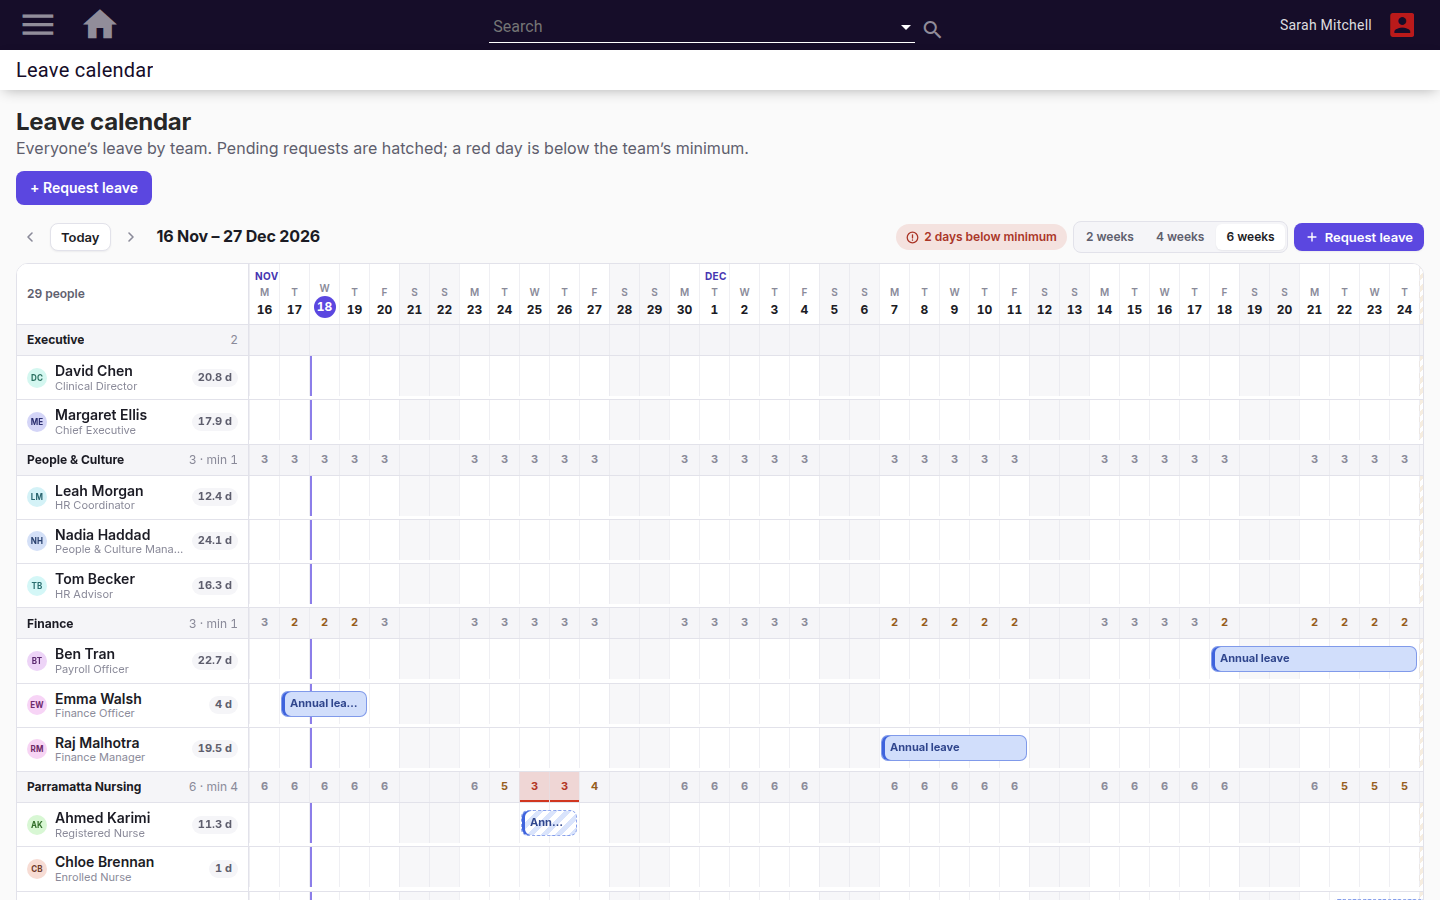 Search
Sarah Mitchell
Leave calendar
Leave calendar
Everyone's leave by team. Pending requests are hatched; a red day is below the team's minimum.
+ Request leave
Today
16 Nov – 27 Dec 2026
2 days below minimum
2 weeks 4 weeks 6 weeks
+ Request leave
29 people
NOV DEC
M T W T F S S M T W T F S S M T W T F S S M T W T F S S M T W T F S S M T W T
16 17 18 19 20 21 22 23 24 25 26 27 28 29 30 1 2 3 4 5 6 7 8 9 10 11 12 13 14 15 16 17 18 19 20 21 22 23 24
Executive 2
DC David Chen 20.8 d
Clinical Director
ME Margaret Ellis 17.9 d
Chief Executive
People & Culture 3 · min 1 3 3 3 3 3 3 3 3 3 3 3 3 3 3 3 3 3 3 3 3 3 3 3 3 3 3 3 3 3
LM Leah Morgan 12.4 d
HR Coordinator
NH Nadia Haddad 24.1 d
People & Culture Mana...
TB Tom Becker 16.3 d
HR Advisor
Finance 3 · min 1 3 2 2 2 3 3 3 3 3 3 3 3 3 3 3 2 2 2 2 2 3 3 3 3 2 2 2 2 2
BT Ben Tran 22.7 d Annual leave
Payroll Officer
EW Emma Walsh 4 d Annual lea...
Finance Officer
RM Raj Malhotra 19.5 d Annual leave
Finance Manager
Parramatta Nursing 6 · min 4 6 6 6 6 6 6 5 3 3 4 6 6 6 6 6 6 6 6 6 6 6 6 6 6 6 6 5 5 5
AK Ahmed Karimi 11.3 d Ann...
Registered Nurse
CB Chloe Brennan 1 d
Enrolled Nurse